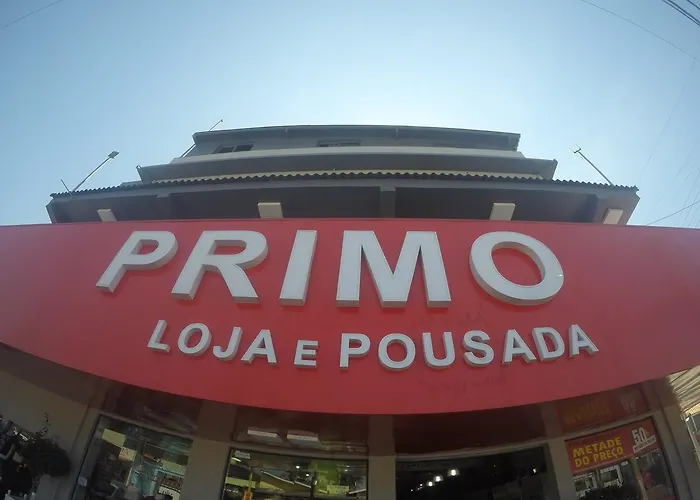 PRIMO
LOJA E POUSADA
METADE
DO PREÇO
50